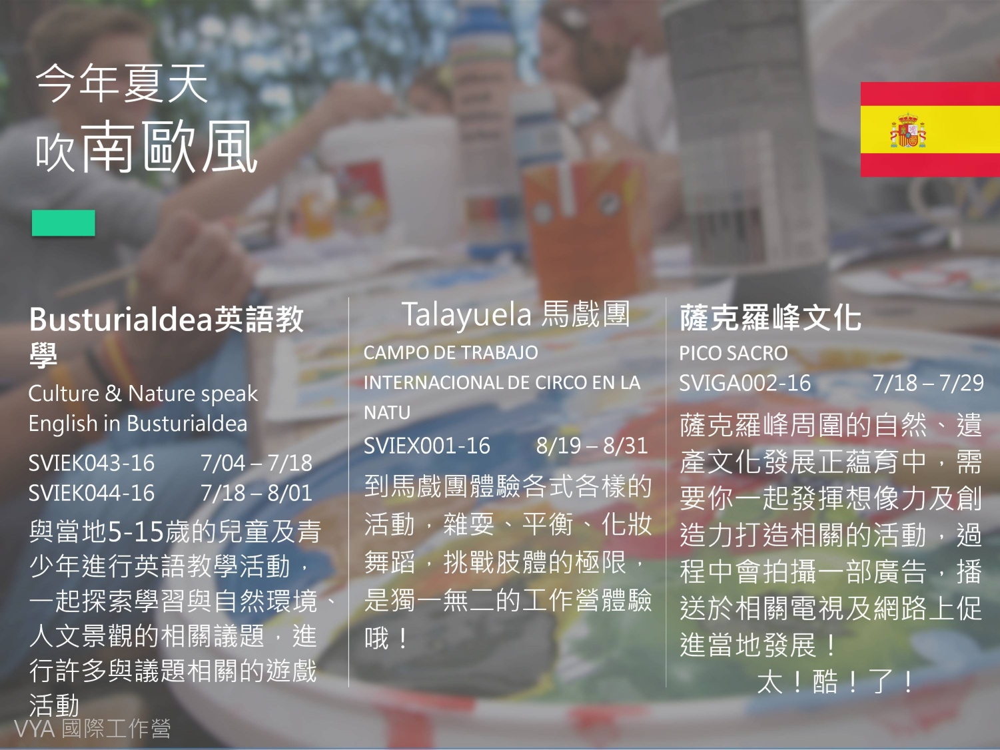 今年夏天
吹南歐風
Busturialdea英語教
學
Culture & Nature speak
English in Busturialdea
SVIEK043-16 7/04 – 7/18
SVIEK044-16 7/18 – 8/01
與當地5-15歲的兒童及青
少年進行英語教學活動，
一起探索學習與自然環境、
人文景觀的相關議題，進
行許多與議題相關的遊戲
活動
Talayuela 馬戲團
CAMPO DE TRABAJO
INTERNACIONAL DE CIRCO EN LA
NATU
SVIEX001-16 8/19 – 8/31
到馬戲團體驗各式各樣的
活動，雜耍、平衡、化妝
舞蹈，挑戰肢體的極限，
是獨一無二的工作營體驗
哦！
薩克羅峰文化
PICO SACRO
SVIGA002-16 7/18 – 7/29
薩克羅峰周圍的自然、遺
產文化發展正蘊育中，需
要你一起發揮想像力及創
造力打造相關的活動，過
程中會拍攝一部廣告，播
送於相關電視及網路上促
進當地發展！
太！酷！了！
VYA 國際工作營